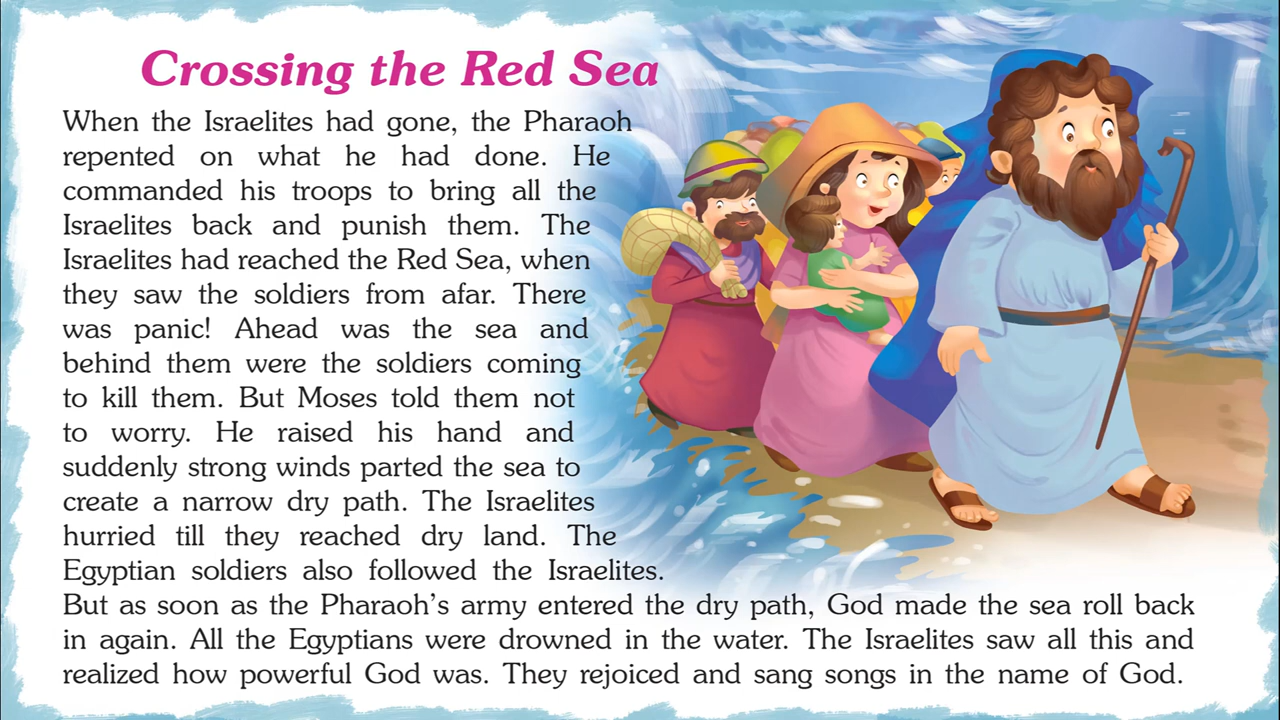 Crossing the Red Sea
When the Israelites had gone, the Pharaoh
repented on what he had done. He
commanded his troops to bring all the
Israelites back and punish them. The
Israelites had reached the Red Sea, when
they saw the soldiers from afar. There
was panic! Ahead was the sea and
behind them were the soldiers coming
to kill them. But Moses told them not
to worry. He raised his hand and
suddenly strong winds parted the sea to
create a narrow dry path. The Israelites
hurried till they reached dry land. The
Egyptian soldiers also followed the Israelites.
But as soon as the Pharaoh’s army entered the dry path, God made the sea roll back
in again. All the Egyptians were drowned in the water. The Israelites saw all this and
realized how powerful God was. They rejoiced and sang songs in the name of God.